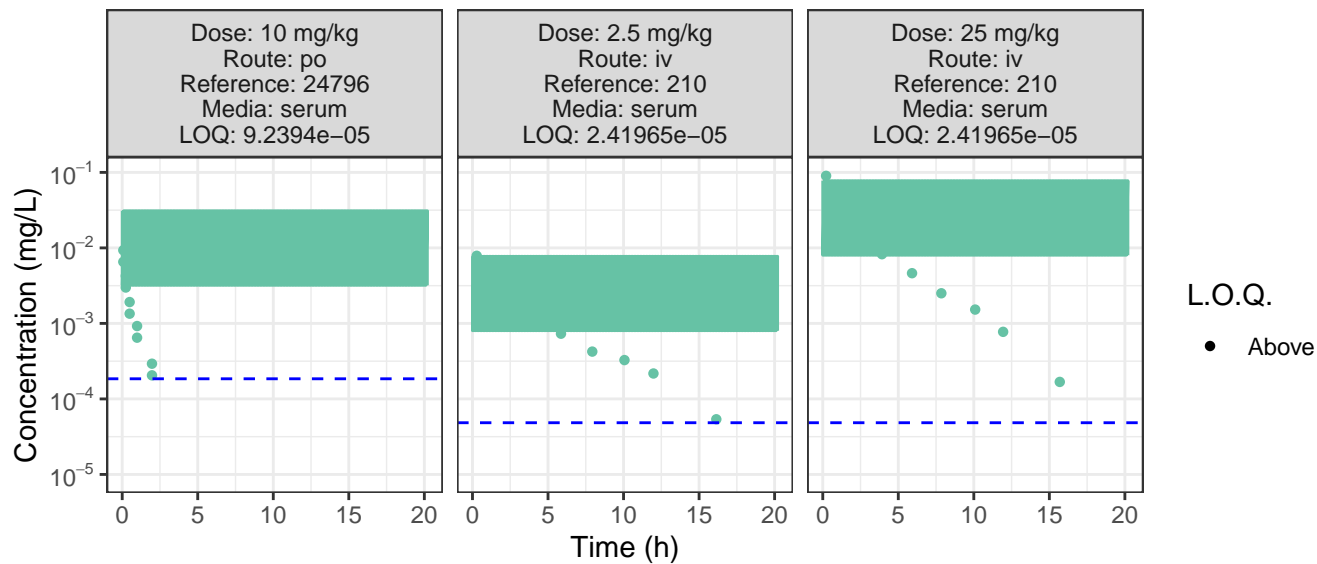 Dose: 10 mg/kg
Route: po
Reference: 24796
Media: serum
LOQ: 9.2394e−05
Dose: 2.5 mg/kg
Route: iv
Reference: 210
Media: serum
LOQ: 2.41965e−05
Dose: 25 mg/kg
Route: iv
Reference: 210
Media: serum
LOQ: 2.41965e−05
Concentration (mg/L)
10⁻¹
10⁻²
10⁻³
10⁻⁴
10⁻⁵
0 5 10 15 20
0 5 10 15 20
0 5 10 15 20
Time (h)
L.O.Q.
Above